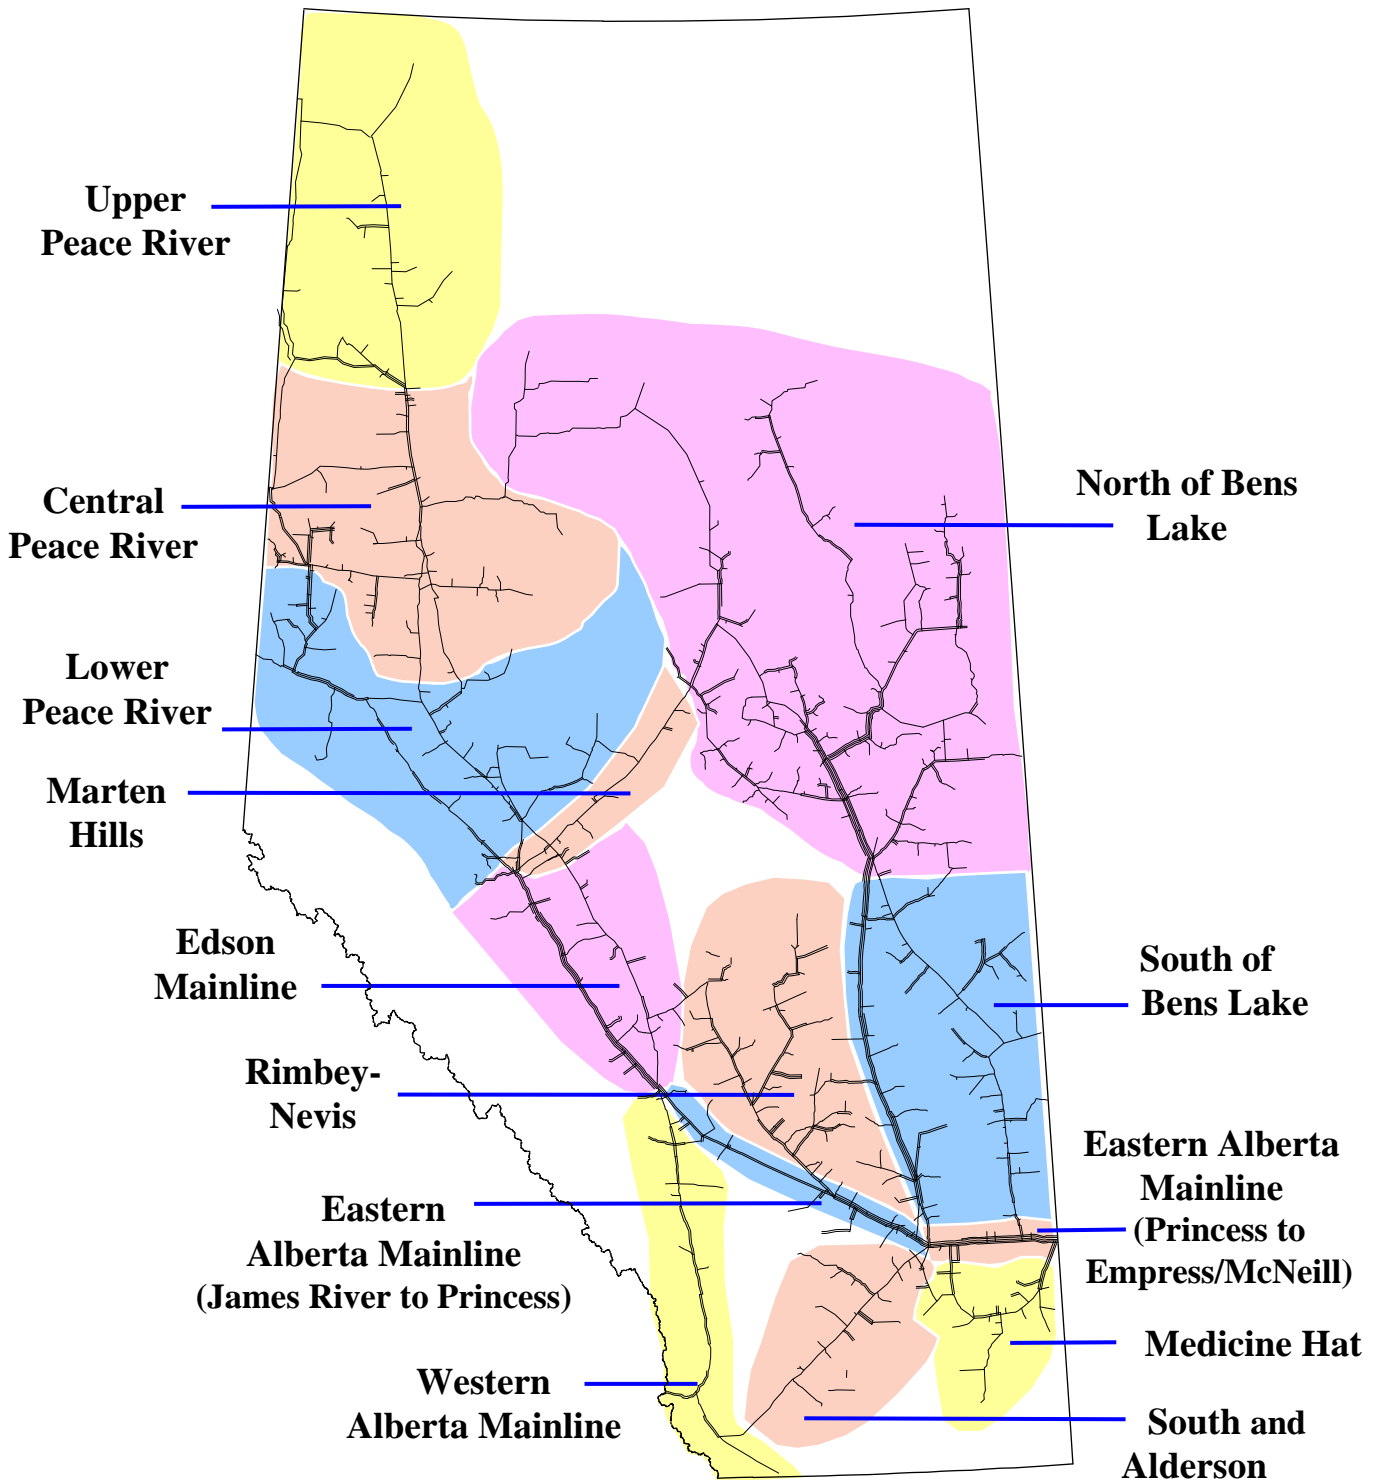 Upper
Peace River
Central
Peace River
North of Bens
Lake
Lower
Peace River
Marten
Hills
Edson
Mainline
South of
Bens Lake
Rimbey-
Nevis
Eastern Alberta
Mainline
(Princess to
Empress/McNeill)
Eastern
Alberta Mainline
(James River to Princess)
Medicine Hat
Western
Alberta Mainline
South and
Alderson